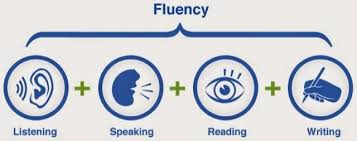 Fluency
Listening + Speaking + Reading + Writing